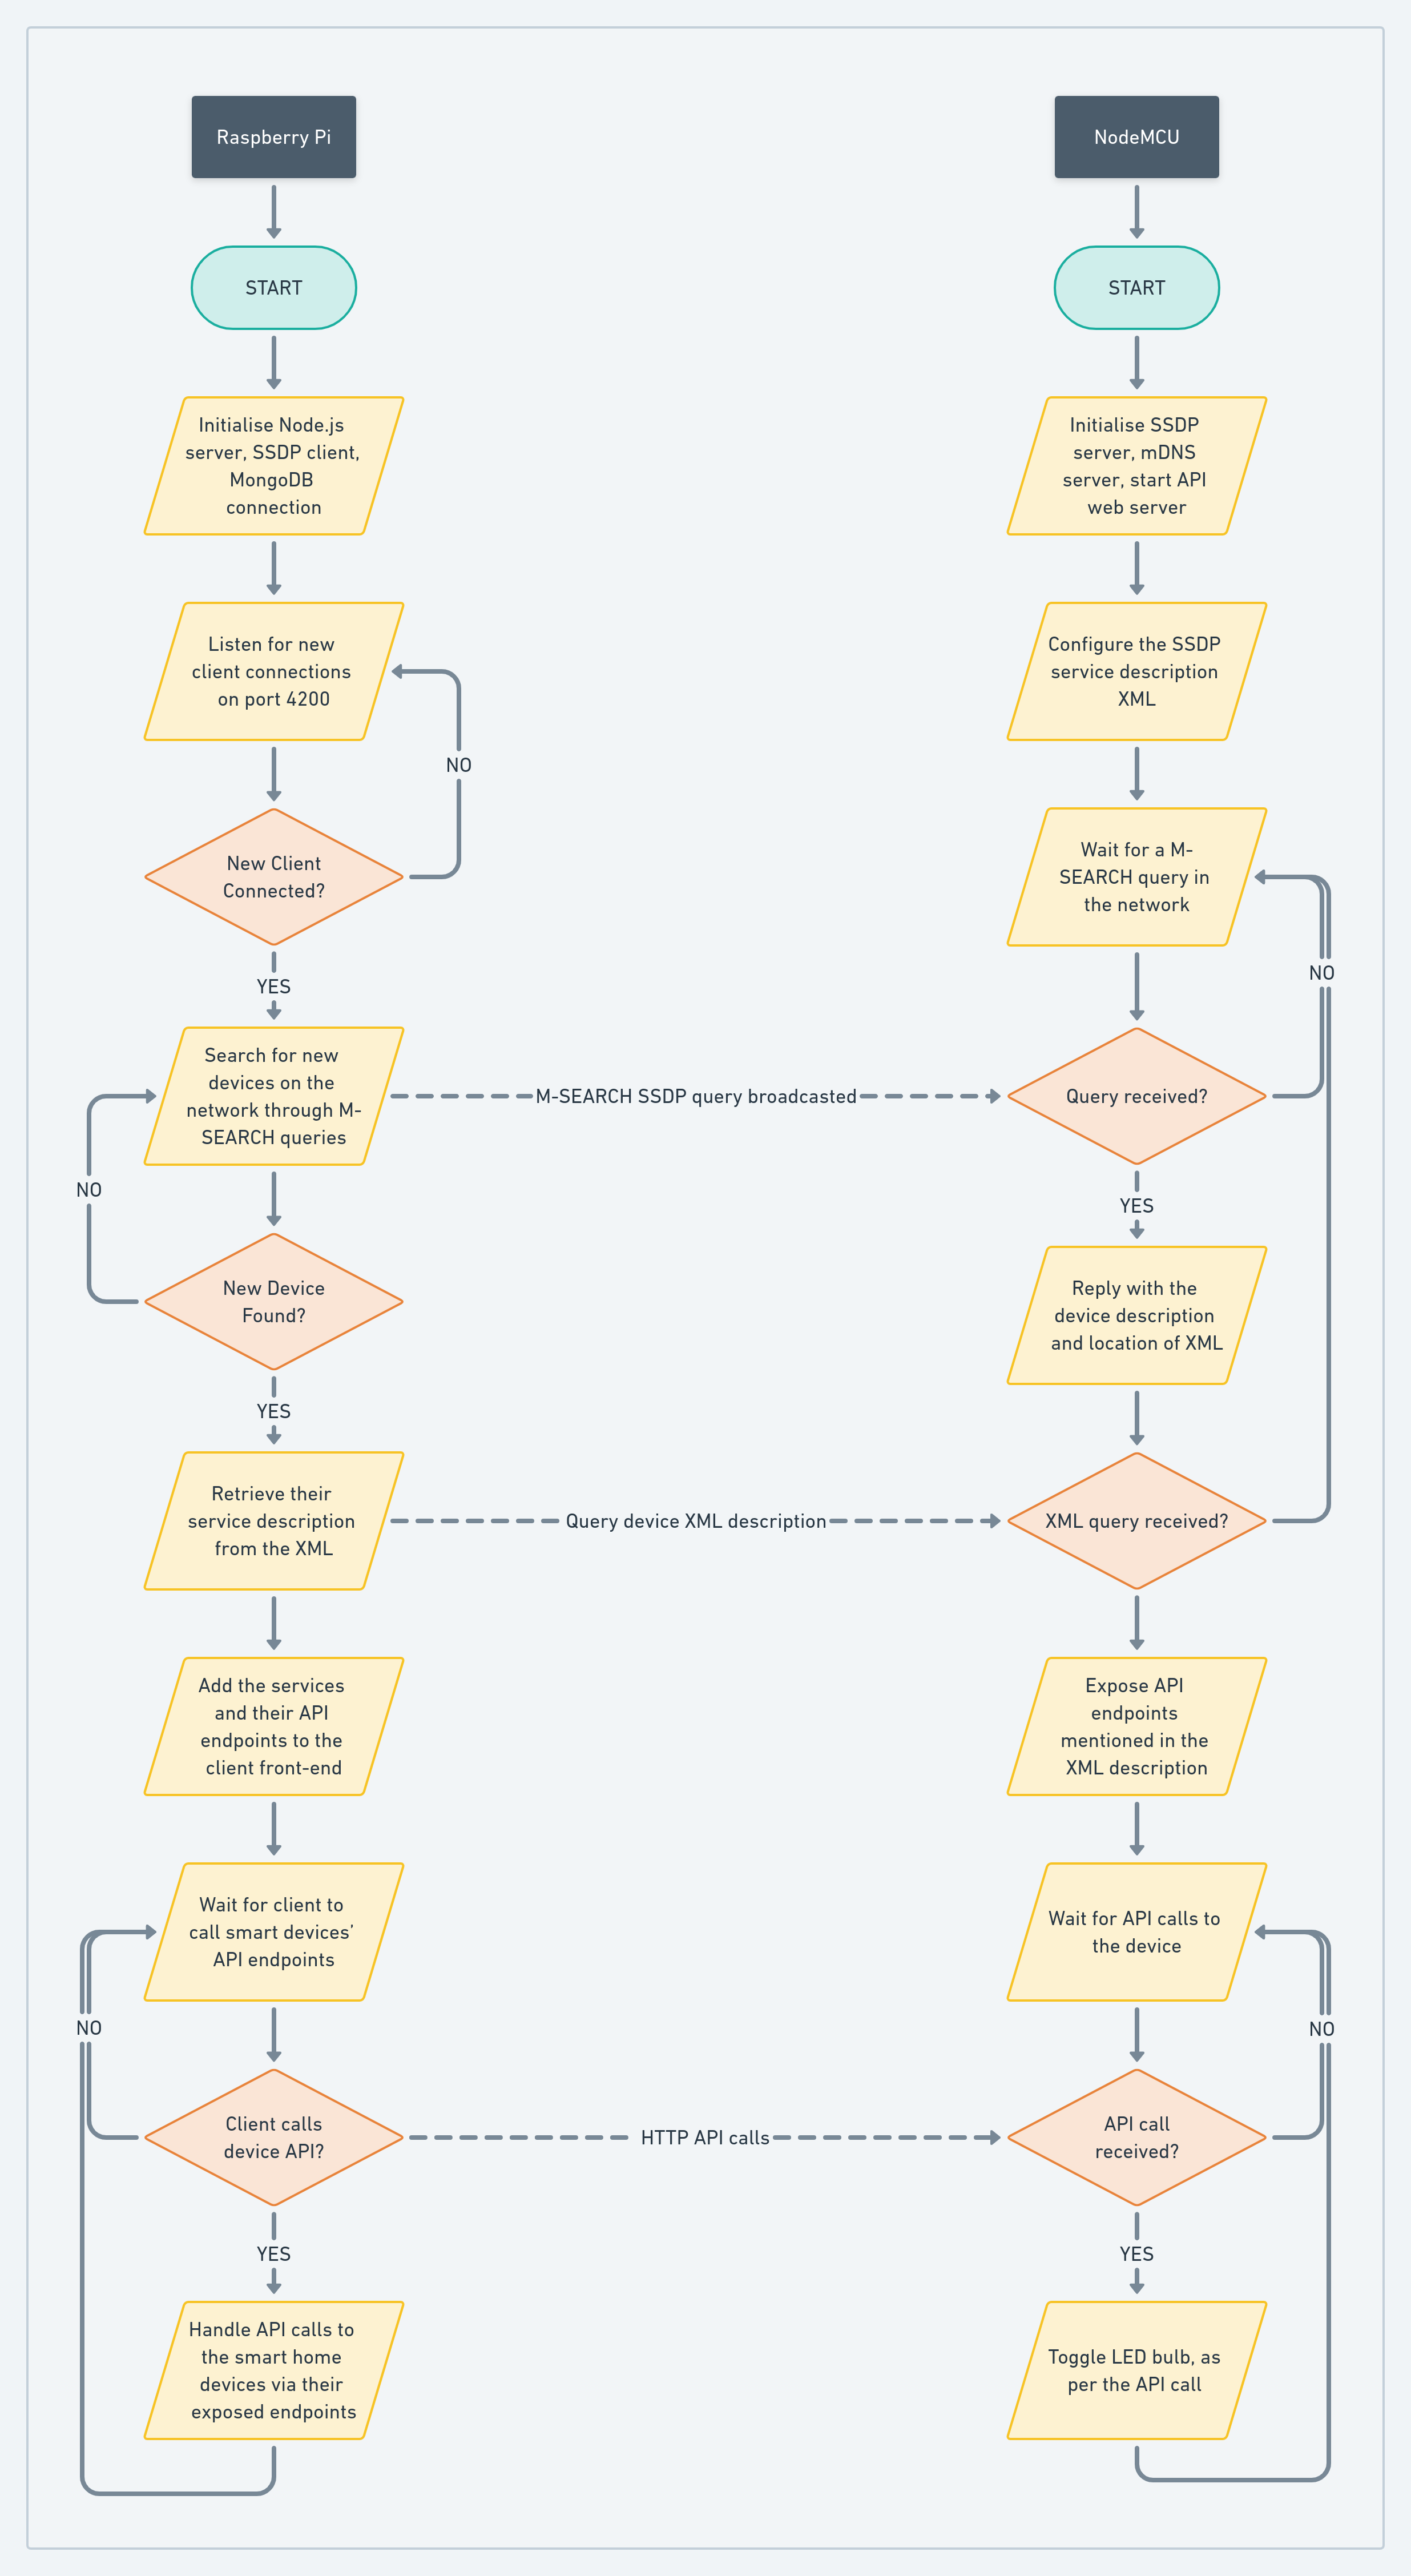 Raspberry Pi
START
Initialise Node.js
server, SSDP client,
MongoDB
connection
Listen for new
client connections
on port 4200
NO
New Client
Connected?
YES
Search for new
devices on the
network through M-
SEARCH queries
M-SEARCH SSDP query broadcasted
NO
New Device
Found?
YES
Retrieve their
service description
from the XML
Query device XML description
Add the services
and their API
endpoints to the
client front-end
Wait for client to
call smart devices’
API endpoints
NO
Client calls
device API?
HTTP API calls
YES
Handle API calls to
the smart home
devices via their
exposed endpoints
NodeMCU
START
Initialise SSDP
server, mDNS
server, start API
web server
Configure the SSDP
service description
XML
Wait for a M-
SEARCH query in
the network
NO
Query received?
YES
Reply with the
device description
and location of XML
XML query received?
Expose API
endpoints
mentioned in the
XML description
Wait for API calls to
the device
NO
API call
received?
YES
Toggle LED bulb, as
per the API call